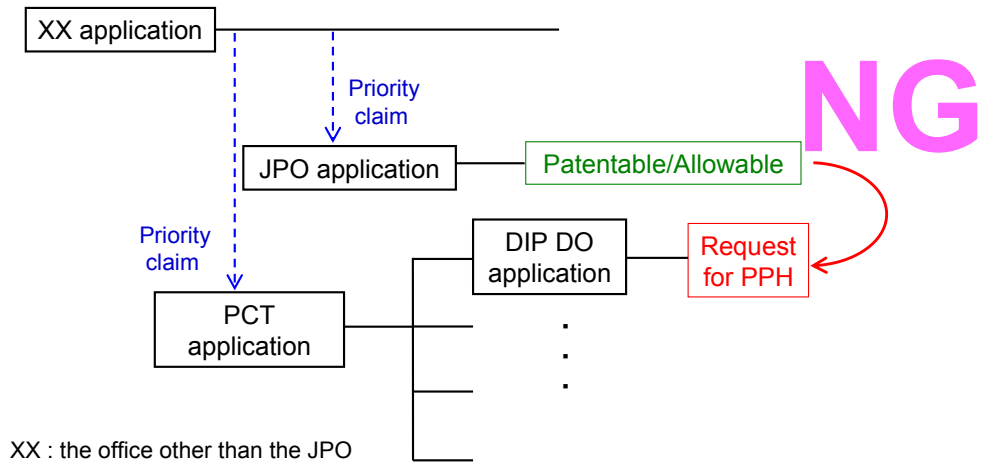 XX application
NG
Priority
claim
JPO application
Patentable/Allowable
Priority
claim
DIP DO
application
Request
for PPH
PCT
application
XX : the office other than the JPO